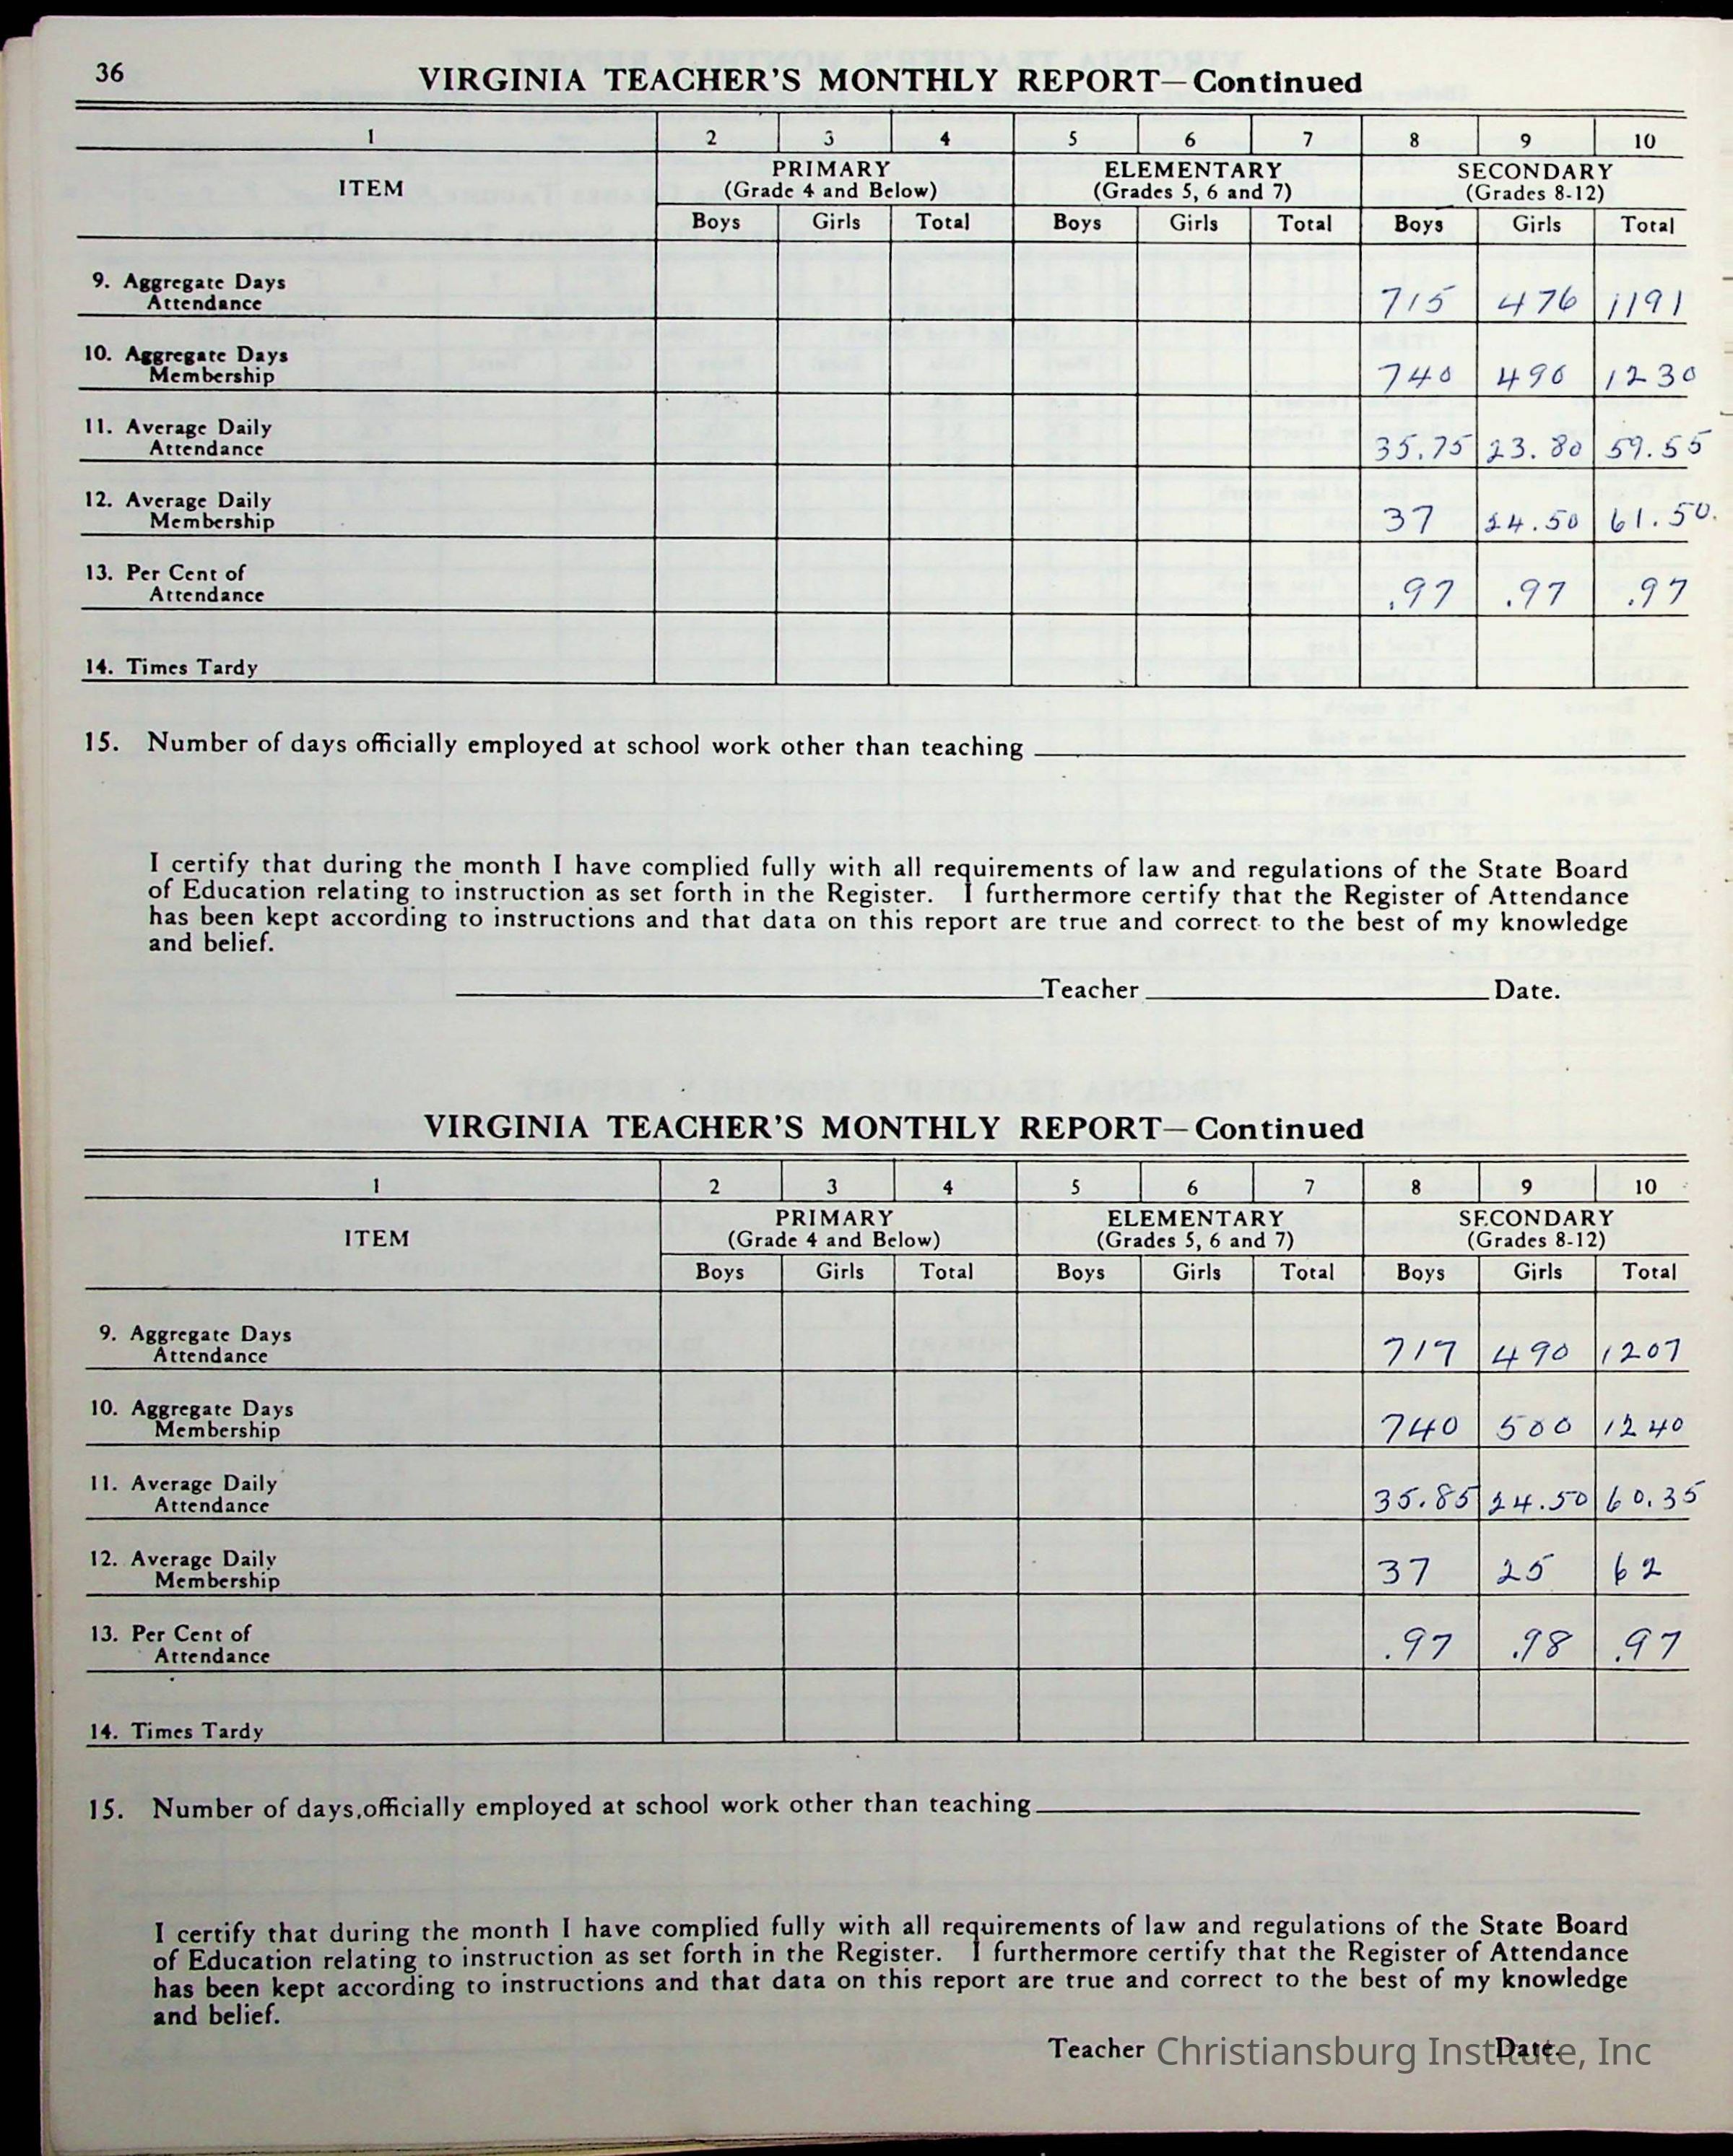 36
VIRGINIA TEACHER'S MONTHLY REPORT—Continued
1 2 3 4 5 6 7 8 9 10
ITEM
PRIMARY ELEMENTARY SECONDARY
(Grade 4 and Below) (Grades 5, 6 and 7) (Grades 8-12)
Boys Girls Total Boys Girls Total Boys Girls Total
9. Aggregate Days
Attendance 715 476 1191
10. Aggregate Days
Membership 740 490 1230
11. Average Daily
Attendance 35.75 23.80 59.55
12. Average Daily
Membership 37 24.50 61.50.
13. Per Cent of
Attendance .97 .97 .97
14. Times Tardy
15. Number of days officially employed at school work other than teaching
I certify that during the month I have complied fully with all requirements of law and regulations of the State Board
of Education relating to instruction as set forth in the Register. I furthermore certify that the Register of Attendance
has been kept according to instructions and that data on this report are true and correct to the best of my knowledge
and belief.
Teacher Date.
VIRGINIA TEACHER'S MONTHLY REPORT—Continued
1 2 3 4 5 6 7 8 9 10
ITEM
PRIMARY ELEMENTARY SECONDARY
(Grade 4 and Below) (Grades 5, 6 and 7) (Grades 8-12)
Boys Girls Total Boys Girls Total Boys Girls Total
9. Aggregate Days
Attendance 717 490 1207
10. Aggregate Days
Membership 740 500 1240
11. Average Daily
Attendance 35.85 24.50 60.35
12. Average Daily
Membership 37 25 62
13. Per Cent of
Attendance .97 .98 .97
14. Times Tardy
15. Number of days officially employed at school work other than teaching
I certify that during the month I have complied fully with all requirements of law and regulations of the State Board
of Education relating to instruction as set forth in the Register. I furthermore certify that the Register of Attendance
has been kept according to instructions and that data on this report are true and correct to the best of my knowledge
and belief.
Teacher Date.
Christiansburg Institute, Inc